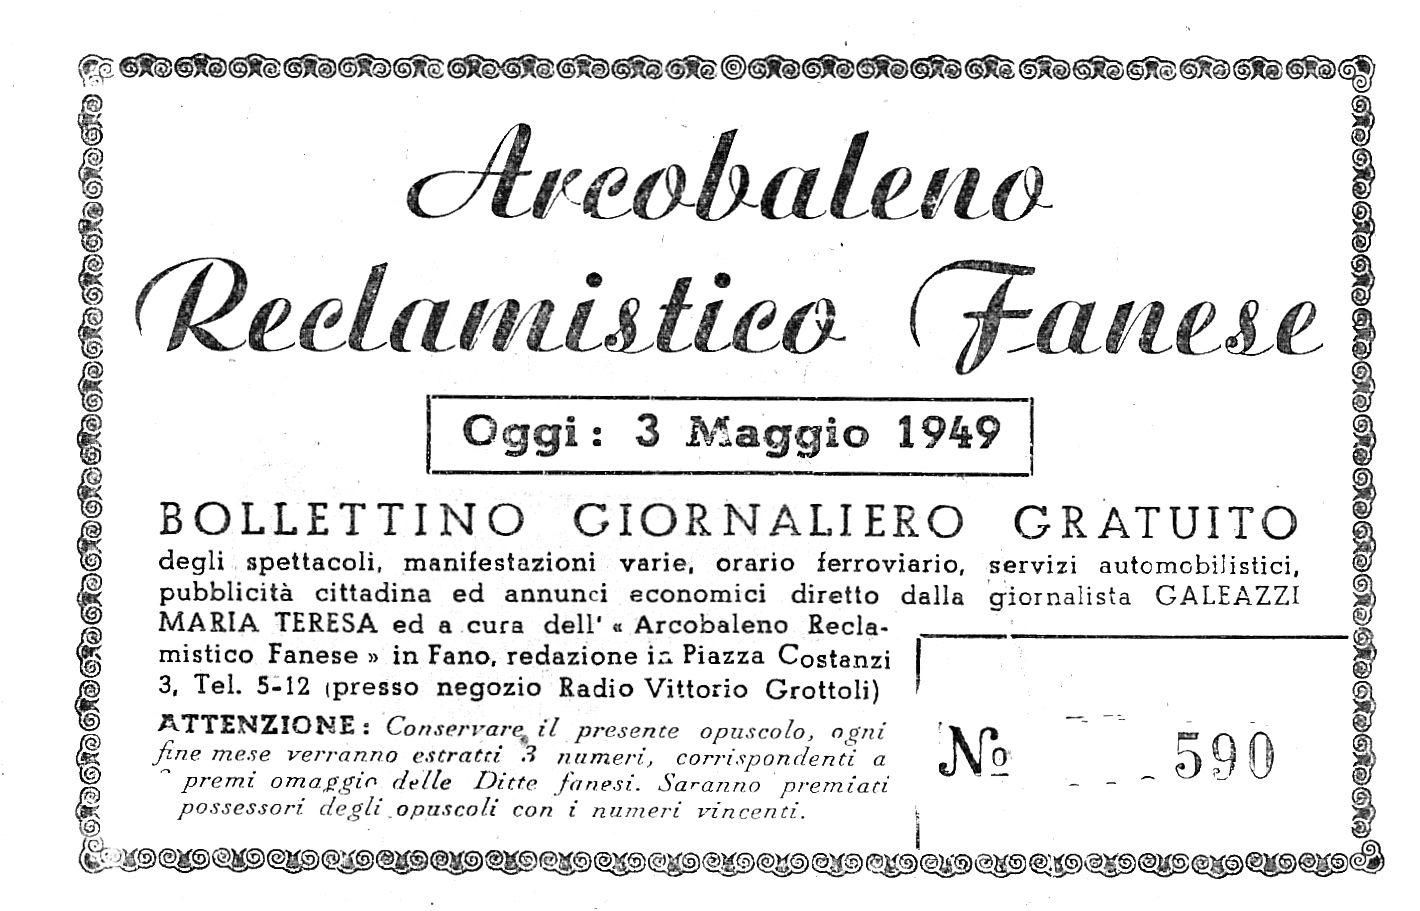 Arcobaleno
Reclamistico Fanese
Oggi: 3 Maggio 1949
BOLLETTINO GIORNALIERO GRATUITO
degli spettacoli, manifestazioni varie, orario ferroviario, servizi automobilistici,
pubblicità cittadina ed annunci economici diretto dalla giornalista GALEAZZI
MARIA TERESA ed a cura dell' « Arcobaleno Recla-
mistico Fanese » in Fano, redazione in Piazza Costanzi
3, Tel. 5-12 (presso negozio Radio Vittorio Grottoli)
ATTENZIONE: Conservare il presente opuscolo, ogni
fine mese verranno estratti 3 numeri, corrispondenti a
premi omaggio delle Ditte fanesi. Saranno premiati
possessori degli opuscoli con i numeri vincenti.
No 590